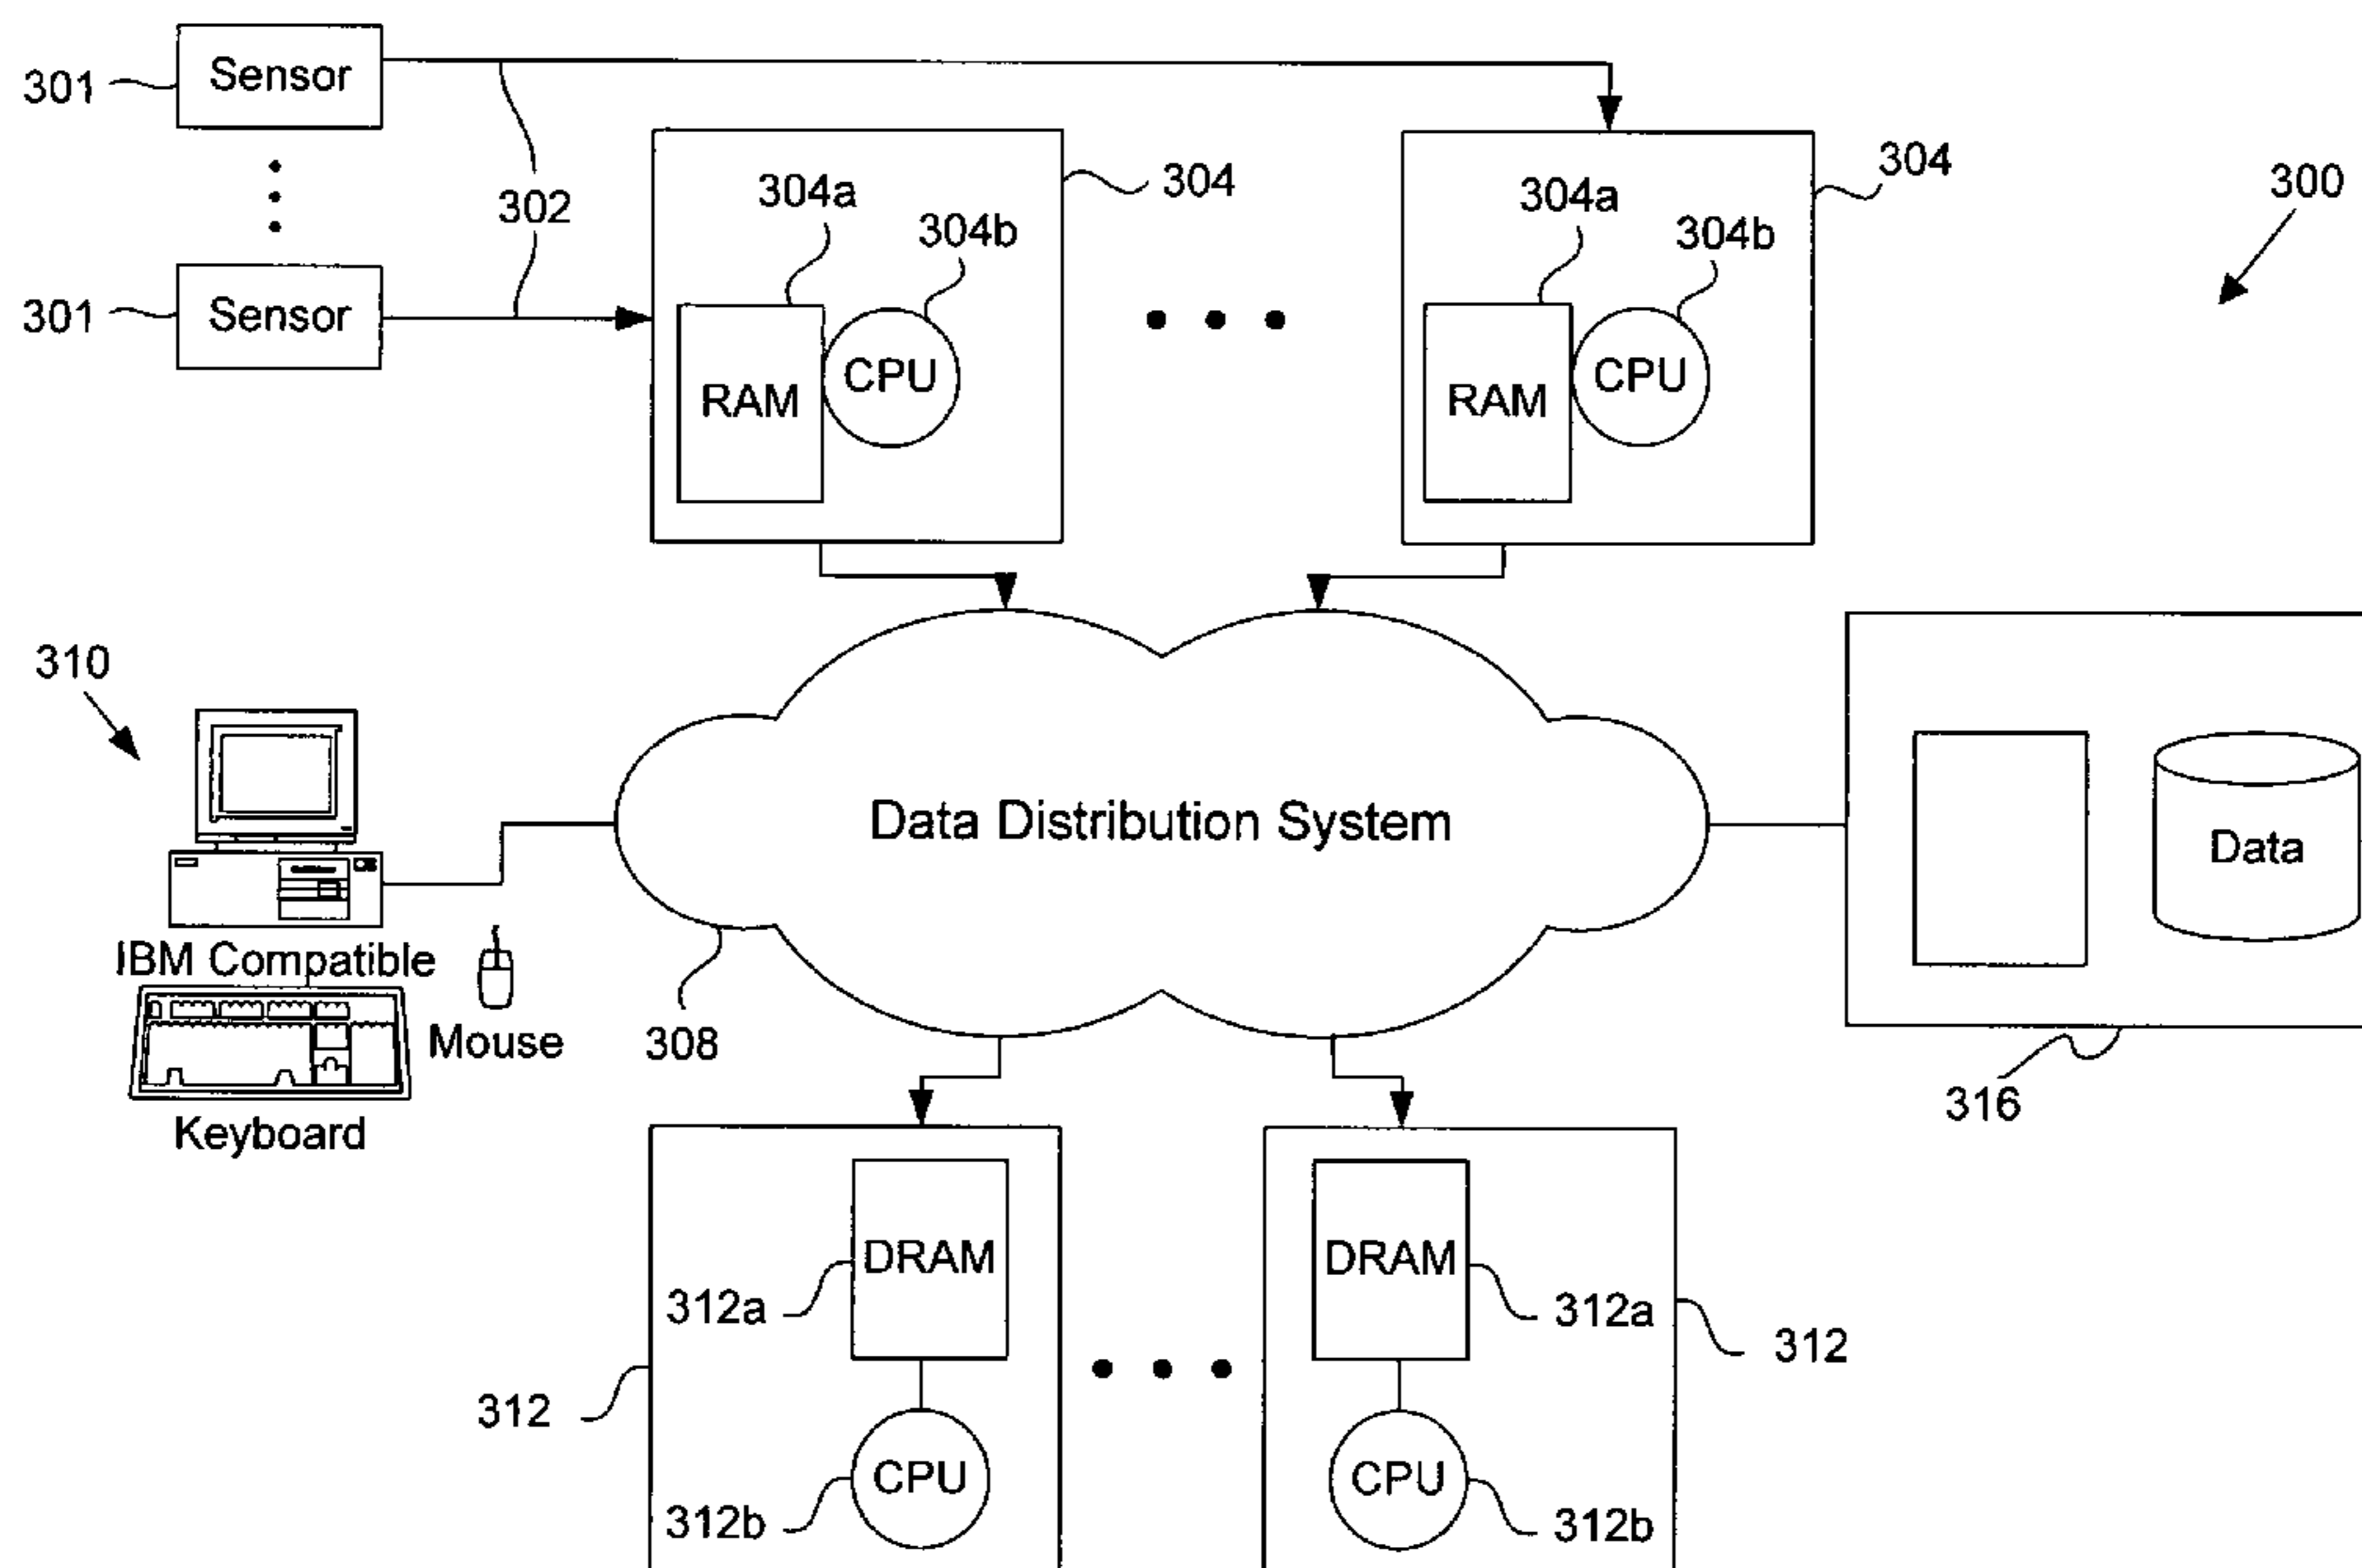 301
Sensor
302
301
Sensor
304a
304b
RAM
CPU
304
304a
304b
RAM
CPU
304
300
310
IBM Compatible
Mouse
Keyboard
Data Distribution System
308
Data
316
DRAM
312a
312
CPU
312b
DRAM
312a
312
CPU
312b